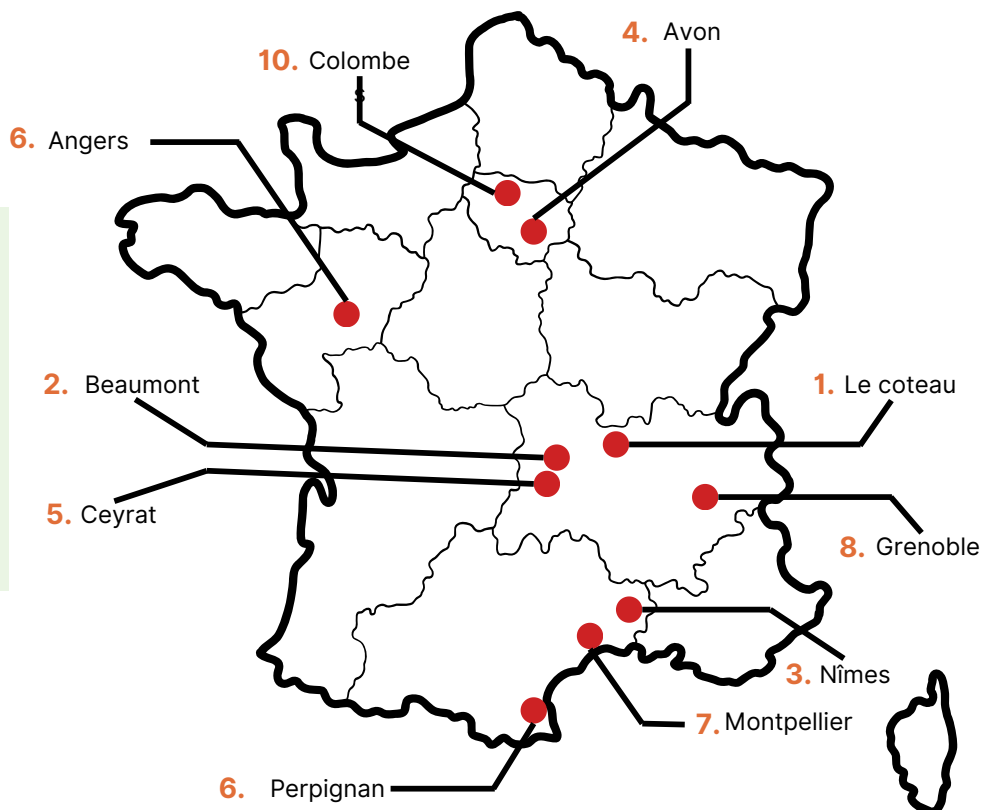 4. Avon
10. Colombe
s
6. Angers
2. Beaumont
1. Le coteau
5. Ceyrat
8. Grenoble
3. Nîmes
7. Montpellier
6. Perpignan